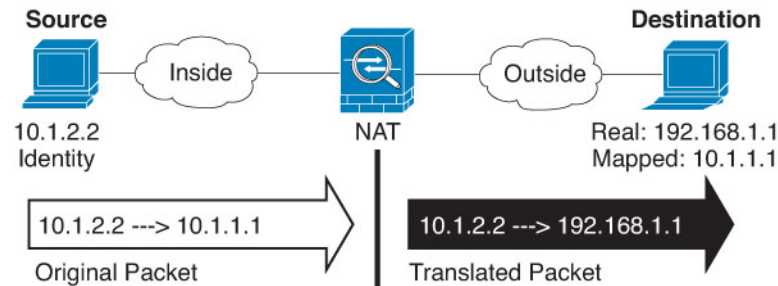 Source
Destination
Inside
Outside
10.1.2.2
Identity
NAT
Real: 192.168.1.1
Mapped: 10.1.1.1
10.1.2.2 ---> 10.1.1.1
10.1.2.2 ---> 192.168.1.1
Original Packet
Translated Packet